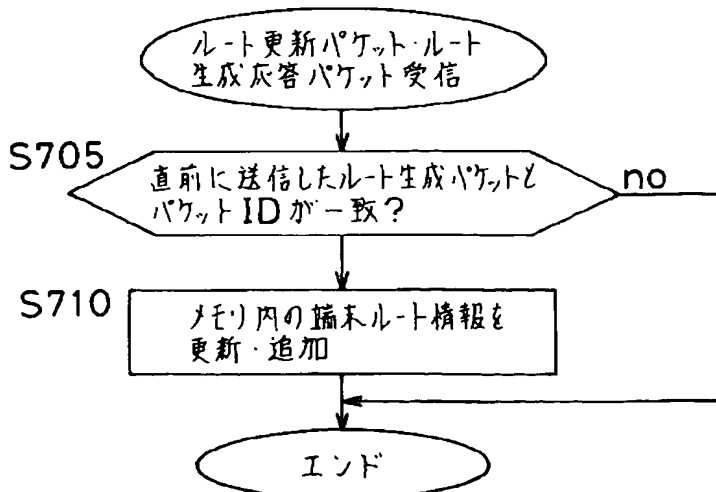 ルート更新パケット·ルート
生成応答パケット受信
S705
直前に送信したルート生成パケットと
パケットIDが一致?
no
S710
メモリ内の端末ルート情報を
更新·追加
エンド